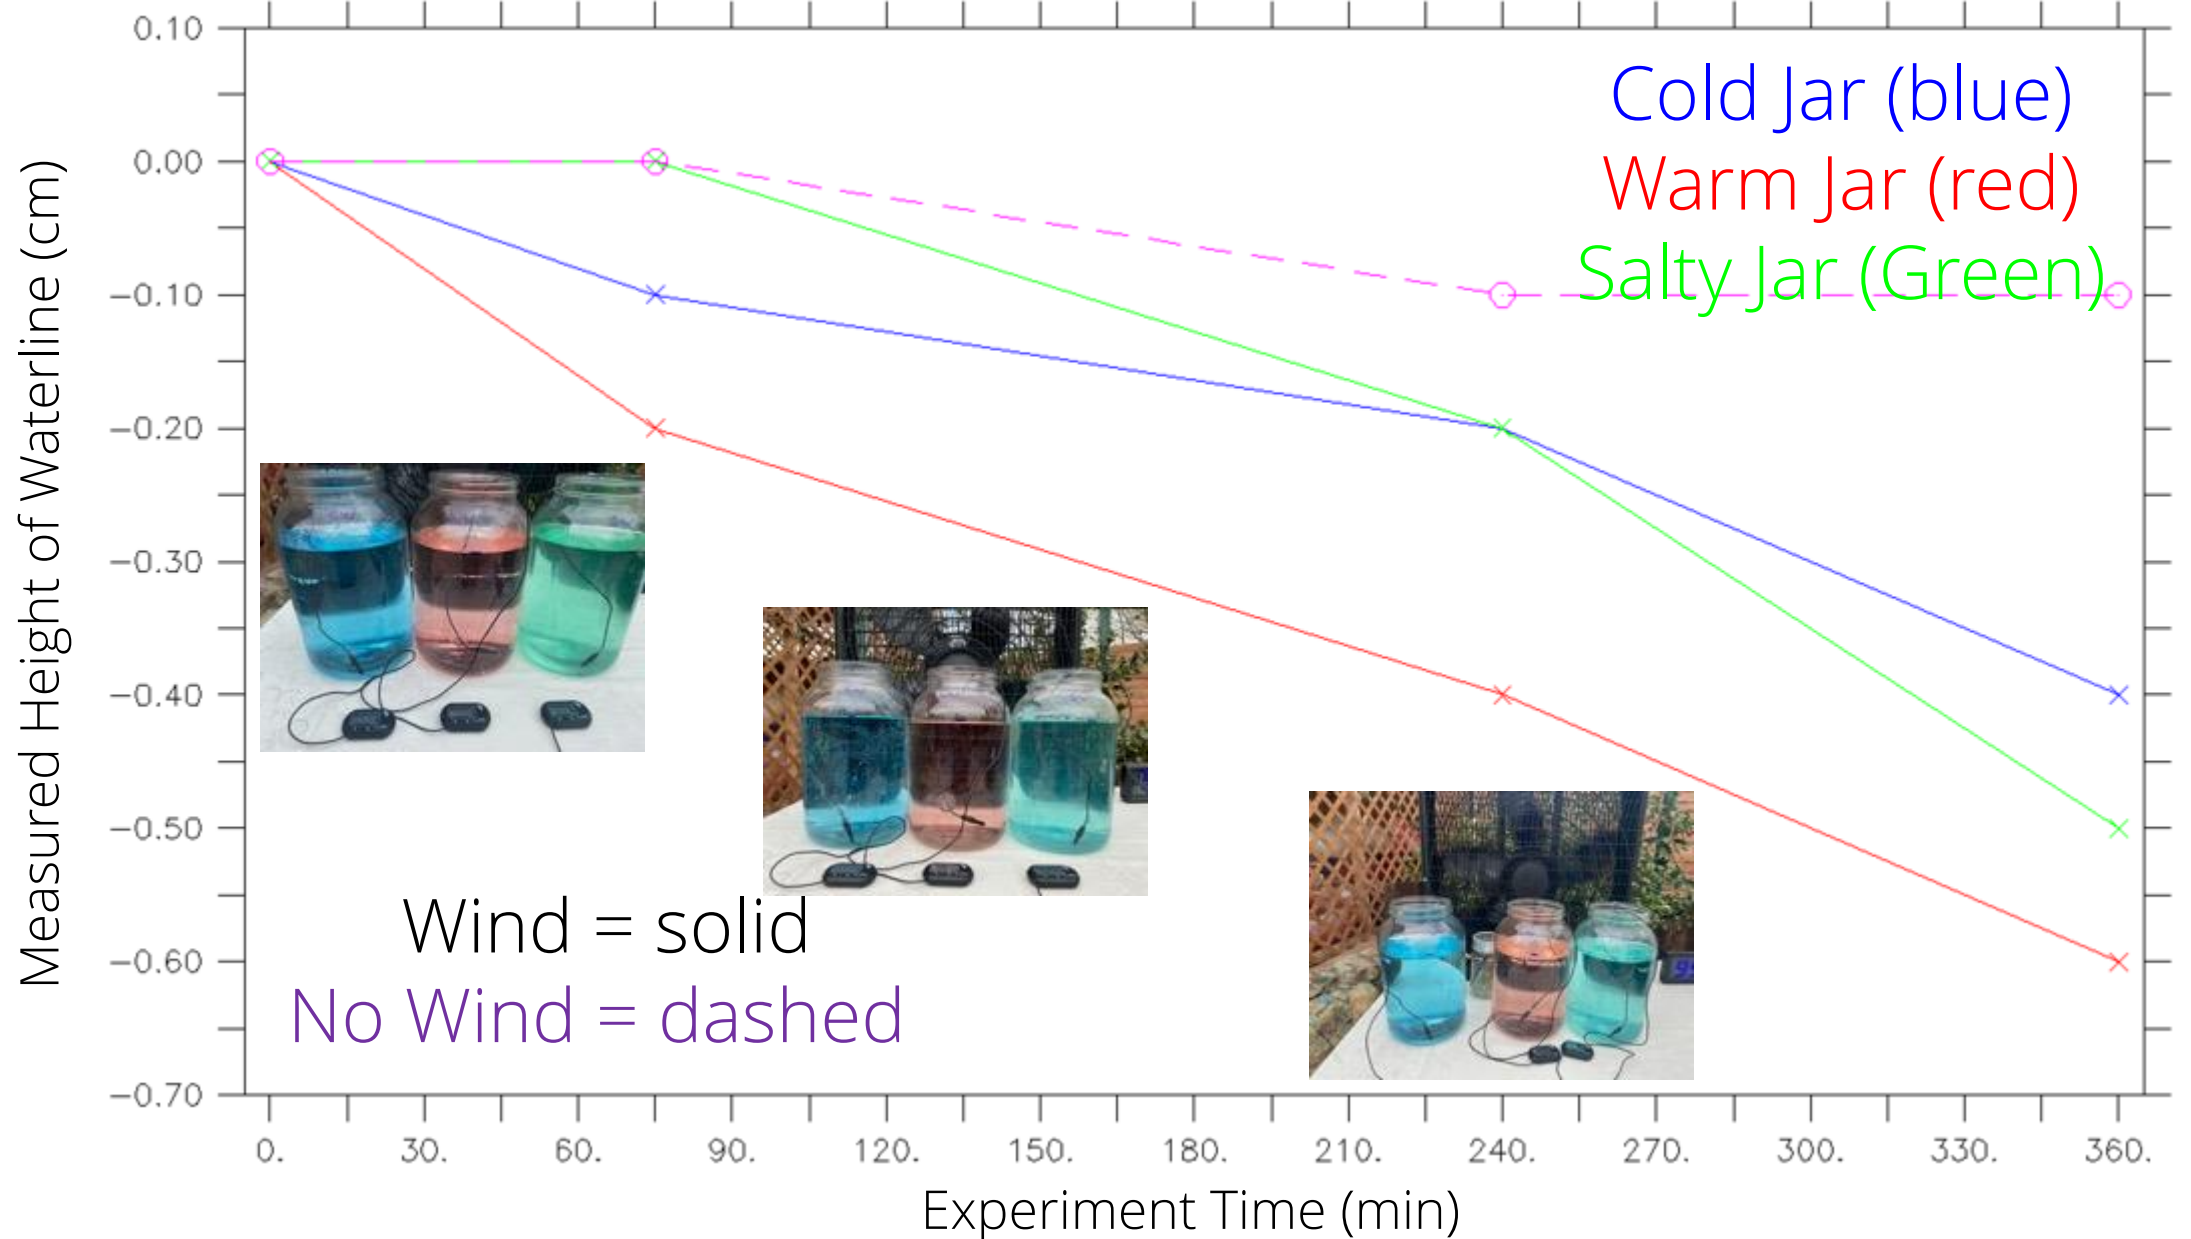 0.10
0.00
−0.10
−0.20
−0.30
−0.40
−0.50
−0.60
−0.70
Measured Height of Waterline (cm)
Cold Jar (blue)
Warm Jar (red)
Salty Jar (Green)
Wind = solid
No Wind = dashed
0. 30. 60. 90. 120. 150. 180. 210. 240. 270. 300. 330. 360.
Experiment Time (min)